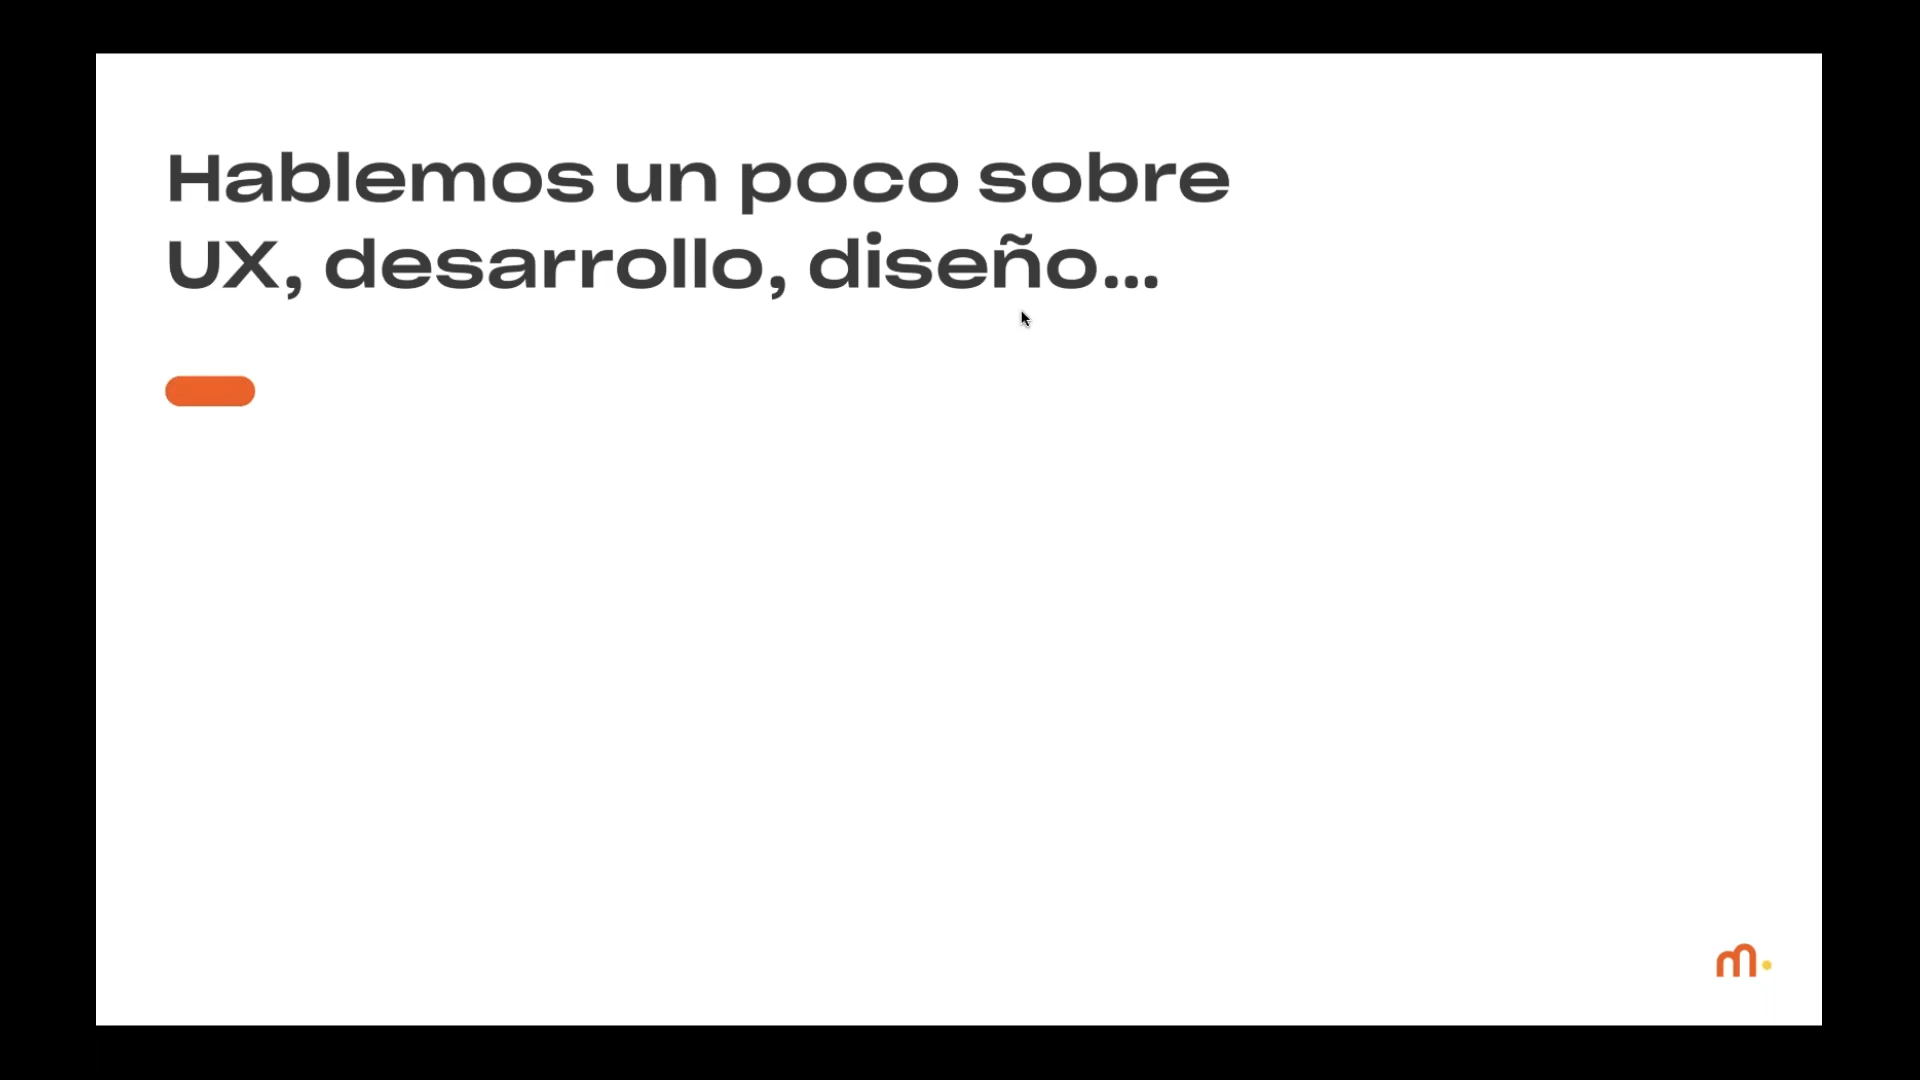 Hablemos un poco sobre
UX, desarrollo, diseño...
m.